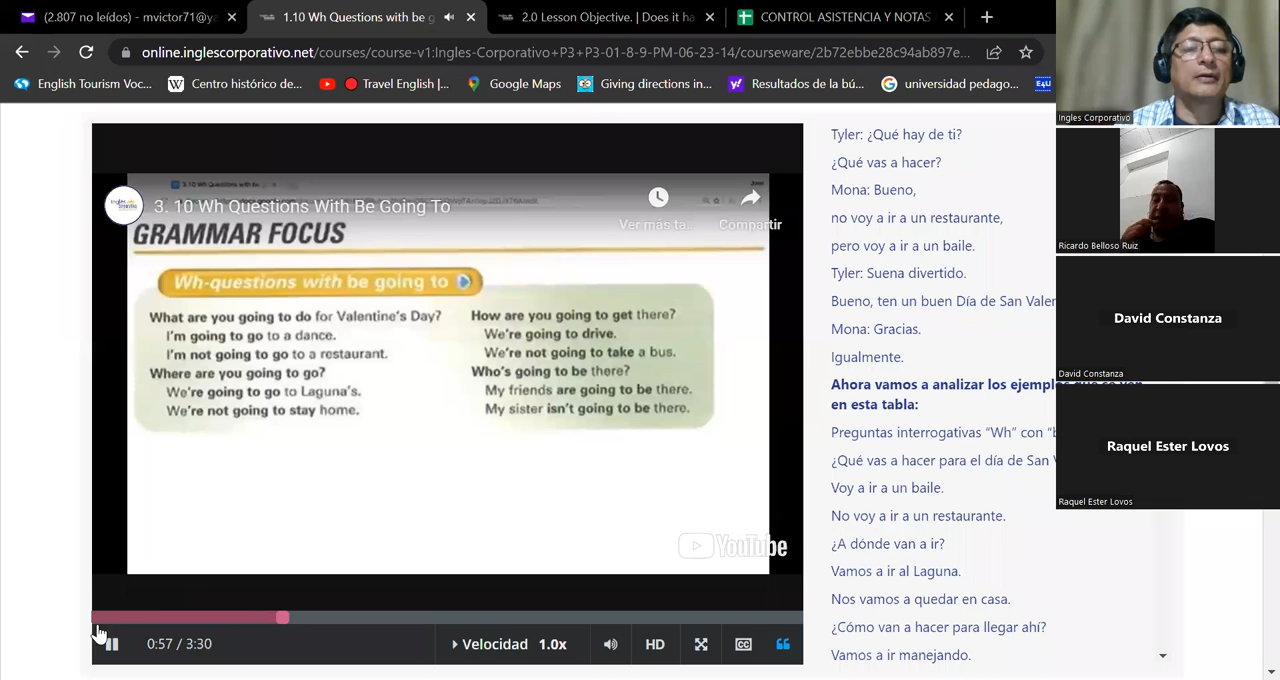 (2.807 no leídos) - mvictor71@ya
1.10 Wh Questions with be g
2.0 Lesson Objective. | Does it ha
CONTROL ASISTENCIA Y NOTAS
online.inglescorporativo.net/courses/course-v1:Ingles-Corporativo+P3+P3-01-8-9-PM-06-23-14/courseware/2b72ebbe28c94ab897e...
English Tourism Voc...
Centro histórico de...
Travel English |...
Google Maps
Giving directions in...
Resultados de la bú...
universidad pedago...
E4U
3. 10 Wh Questions With Be Going To
Ver más ta...
Compartir
GRAMMAR FOCUS
Wh-questions with be going to
What are you going to do for Valentine's Day?
I'm going to go to a dance.
I'm not going to go to a restaurant.
Where are you going to go?
We're going to go to Laguna's.
We're not going to stay home.
How are you going to get there?
We're going to drive.
We're not going to take a bus.
Who's going to be there?
My friends are going to be there.
My sister isn't going to be there.
YouTube
0:57 / 3:30
Velocidad 1.0x
HD
CC
Tyler: ¿Qué hay de ti?
¿Qué vas a hacer?
Mona: Bueno,
no voy a ir a un restaurante,
pero voy a ir a un baile.
Tyler: Suena divertido.
Bueno, ten un buen Día de San Valen
Mona: Gracias.
Igualmente.
Ahora vamos a analizar los ejemplos que se ven
en esta tabla:
Preguntas interrogativas “Wh” con “b
¿Qué vas a hacer para el día de San V
Voy a ir a un baile.
No voy a ir a un restaurante.
¿A dónde van a ir?
Vamos a ir al Laguna.
Nos vamos a quedar en casa.
¿Cómo van a hacer para llegar ahí?
Vamos a ir manejando.
Ingles Corporativo
Ricardo Belloso Ruiz
David Constanza
David Constanza
Raquel Ester Lovos
Raquel Ester Lovos